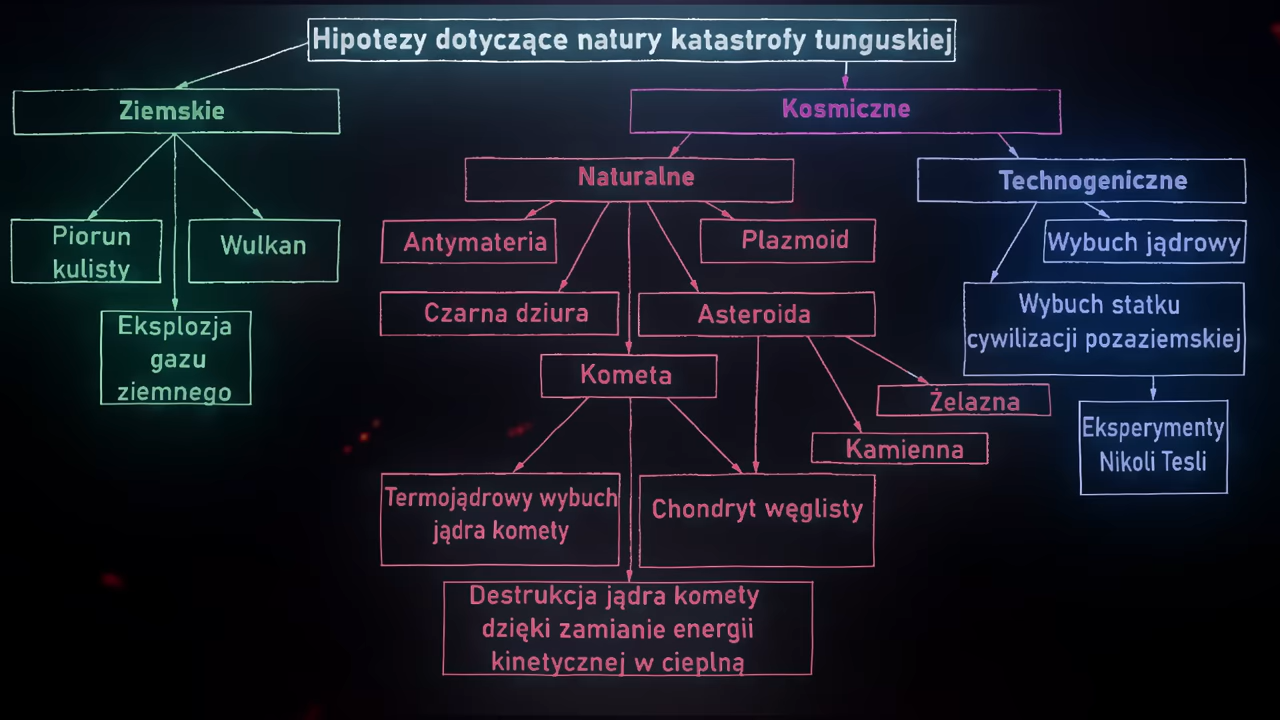 Hipotezy dotyczące natury katastrofy tunguskiej
Ziemskie
Kosmiczne
Naturalne
Technogeniczne
Piorun
kulisty
Wulkan
Eksplozja
gazu
ziemnego
Antymateria
Plazmoid
Czarna dziura
Asteroida
Kometa
Żelazna
Kamienna
Termojądrowy wybuch
jądra komety
Chondryt węglisty
Destrukcja jądra komety
dzięki zamianie energii
kinetycznej w cieplną
Wybuch jądrowy
Wybuch statku
cywilizacji pozaziemskiej
Eksperymenty
Nikoli Tesli